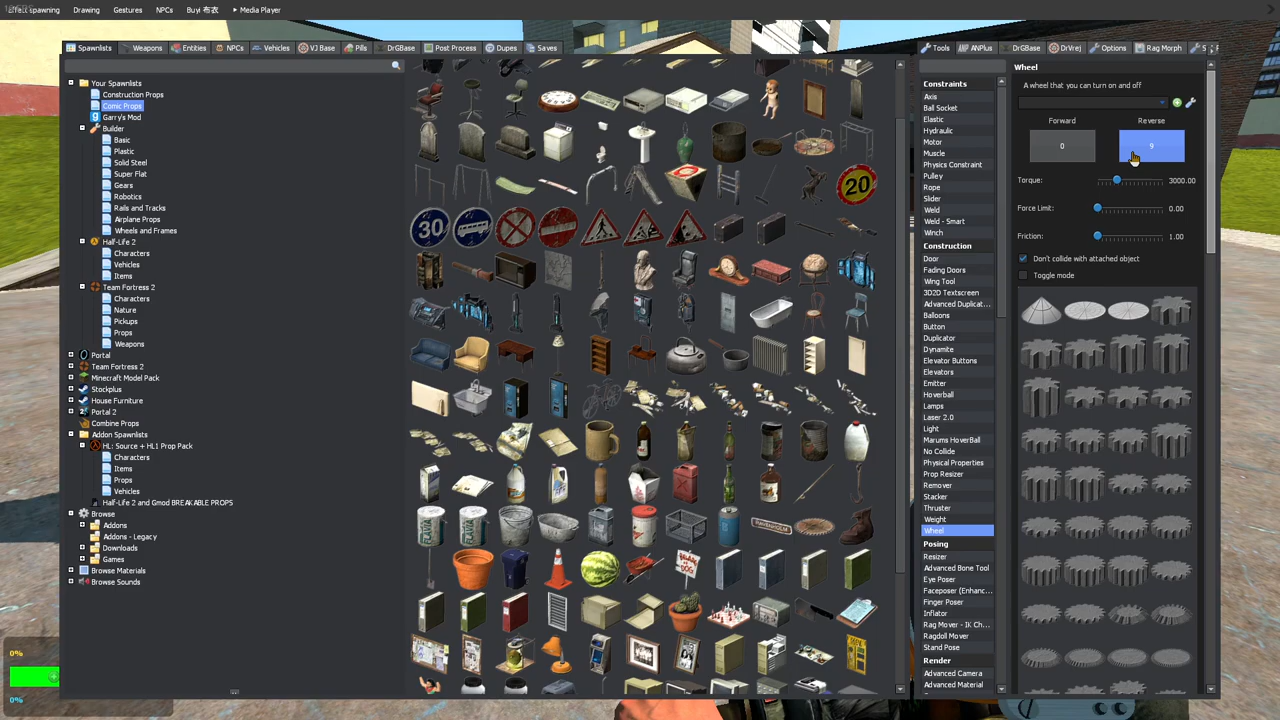 Drawing Gestures NPCs Buyi 布衣 Media Player
Spawnlists Weapons Entities NPCs Vehicles VJ Base Pills DrGBase Post Process Dupes Saves
Tools ANPlus DrGBase DrVrej Options Rag Morph
Your Spawnlists
Construction Props
Comic Props
Garry's Mod
Builder
Basic
Plastic
Solid Steel
Super Flat
Gears
Robotics
Rails and Tracks
Airplane Props
Wheels and Frames
Half-Life 2
Characters
Vehicles
Items
Team Fortress 2
Characters
Nature
Pickups
Props
Weapons
Portal
Team Fortress 2
Minecraft Model Pack
Stockplus
House Furniture
Portal 2
Combine Props
Addon Spawnlists
HL: Source + HL1 Prop Pack
Characters
Items
Props
Vehicles
Half-Life 2 and Gmod BREAKABLE PROPS
Browse
Addons
Addons - Legacy
Downloads
Games
Browse Materials
Browse Sounds
20
30
Constraints
Axis
Ball Socket
Elastic
Hydraulic
Motor
Muscle
Physics Constraint
Pulley
Rope
Slider
Weld
Weld - Smart
Winch
Construction
Door
Fading Doors
Wing Tool
3D2D Textscreen
Advanced Duplicat...
Balloons
Button
Duplicator
Dynamite
Elevator Buttons
Elevators
Emitter
Hoverball
Lamps
Laser 2.0
Light
Marums HoverBall
No Collide
Physical Properties
Prop Resizer
Remover
Stacker
Thruster
Weight
Wheel
Posing
Resizer
Advanced Bone Tool
Eye Poser
Faceposer (Enhanc...
Finger Poser
Inflator
Rag Mover - IK Ch...
Ragdoll Mover
Stand Pose
Render
Advanced Camera
Advanced Material
Wheel
A wheel that you can turn on and off
Forward Reverse
0 9
Torque: 3000.00
Force Limit: 0.00
Friction: 1.00
Don't collide with attached object
Toggle mode
0%
0%